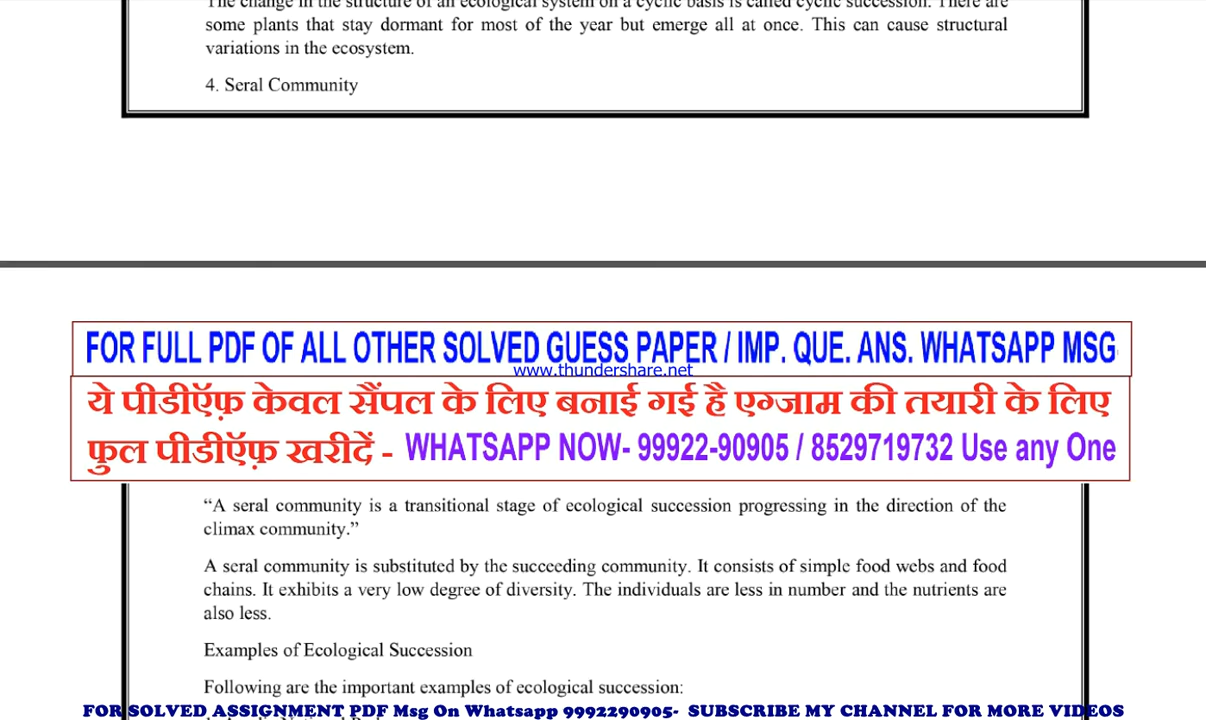 The change in the structure of an ecological system on a cyclic basis is called cyclic succession. There are
some plants that stay dormant for most of the year but emerge all at once. This can cause structural
variations in the ecosystem.
4. Seral Community
FOR FULL PDF OF ALL OTHER SOLVED GUESS PAPER / IMP. QUE. ANS. WHATSAPP MSG
www.thundershare.net
ये पीडीऍफ़ केवल सैंपल के लिए बनाई गई है एग्जाम की तयारी के लिए
फुल पीडीऍफ़ खरीदें - WHATSAPP NOW- 99922-90905 / 8529719732 Use any One
“A seral community is a transitional stage of ecological succession progressing in the direction of the
climax community.”
A seral community is substituted by the succeeding community. It consists of simple food webs and food
chains. It exhibits a very low degree of diversity. The individuals are less in number and the nutrients are
also less.
Examples of Ecological Succession
Following are the important examples of ecological succession:
FOR SOLVED ASSIGNMENT PDF Msg On Whatsapp 9992290905- SUBSCRIBE MY CHANNEL FOR MORE VIDEOS